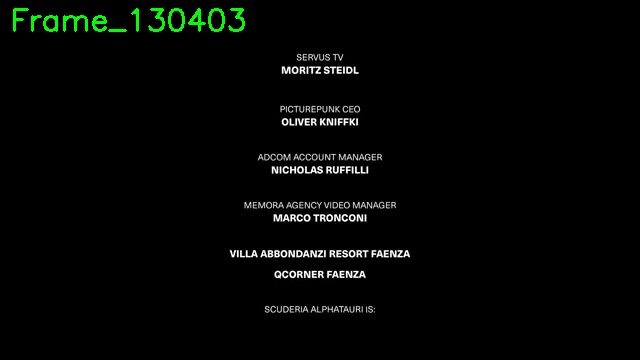 Frame_130403
SERVUS TV
MORITZ STEIDL
PICTUREPUNK CEO
OLIVER KNIFFKI
ADCOM ACCOUNT MANAGER
NICHOLAS RUFFILLI
MEMORA AGENCY VIDEO MANAGER
MARCO TRONCONI
VILLA ABBONDANZI RESORT FAENZA
QCORNER FAENZA
SCUDERIA ALPHATAURI IS: